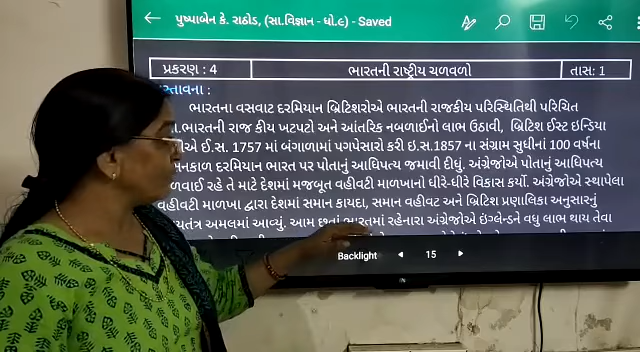 પુષ્પાબેન કે. રાઠોડ, (સા.વિજ્ઞાન - ધો.૯) - Saved
પ્રકરણ : 4 ભારતની રાષ્ટ્રીય ચળવળો તાસ: 1
ભારતના વસવાટ દરમિયાન બ્રિટિશરોએ ભારતની રાજકીય પરિસ્થિતિથી પરિચિત
ભારતની રાજ કીય ખટપટો અને આંતરિક નબળાઈનો લાભ ઉઠાવી, બ્રિટિશ ઈસ્ટ ઇન્ડિયા
ઈ.સ. 1757 માં બંગાળામાં પગપેસારો કરી ઇ.સ.1857 ના સંગ્રામ સુધીનાં 100 વર્ષના
દરમિયાન ભારત પર પોતાનું આધિપત્ય જમાવી દીધું. અંગ્રેજોએ પોતાનું આધિપત્ય
રહે તે માટે દેશમાં મજબૂત વહીવટી માળખાનો ધીરે-ધીરે વિકાસ કર્યો. અંગ્રેજોએ સ્થાપેલા
વહીવટી માળખા દ્વારા દેશમાં સમાન કાયદા, સમાન વહીવટ અને બ્રિટિશ પ્રણાલિકા અનુસારનું
અમલમાં આવ્યું. આમ છતાં ભારતમાં રહેનારા અંગ્રેજોએ ઇંગ્લેન્ડને વધુ લાભ થાય તેવા
Backlight 15